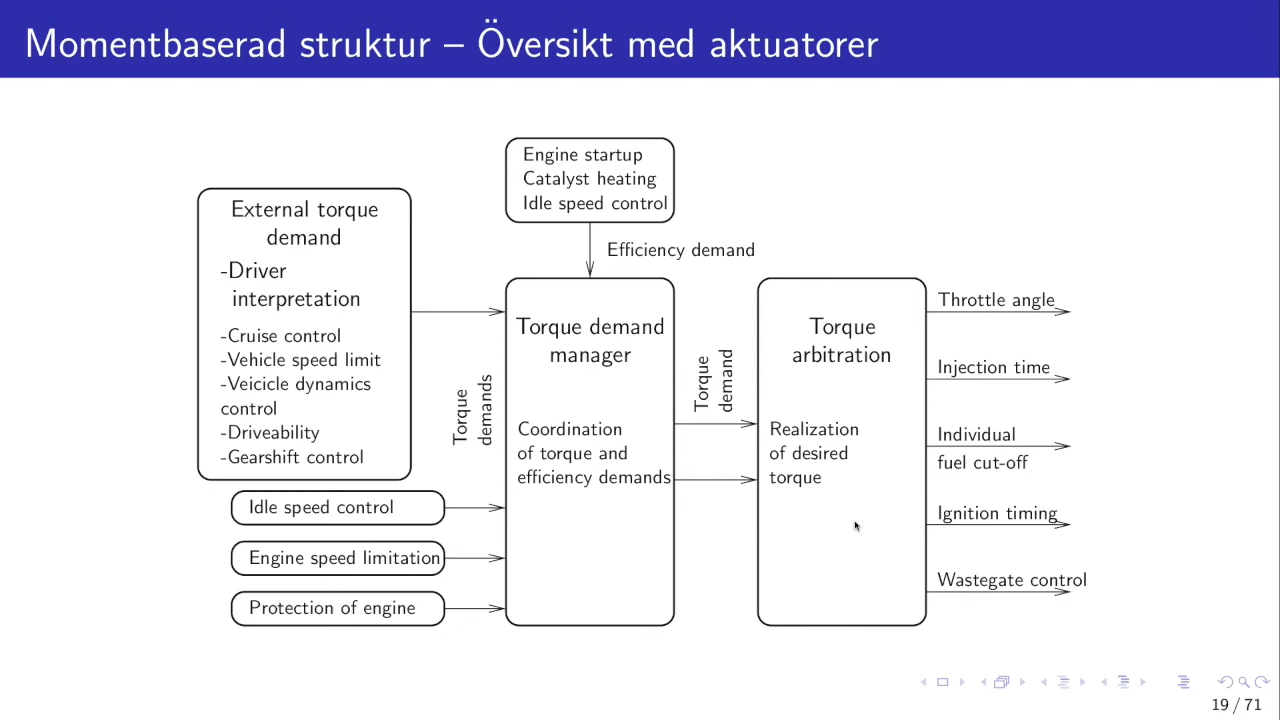 Momentbaserad struktur – Översikt med aktuatorer
Engine startup
Catalyst heating
Idle speed control
Efficiency demand
External torque
demand
-Driver
interpretation
-Cruise control
-Vehicle speed limit
-Veicicle dynamics
control
-Driveability
-Gearshift control
Idle speed control
Engine speed limitation
Protection of engine
Torque
demands
Torque demand
manager
Coordination
of torque and
efficiency demands
Torque
demand
Torque
arbitration
Realization
of desired
torque
Throttle angle
Injection time
Individual
fuel cut-off
Ignition timing
Wastegate control
19 / 71